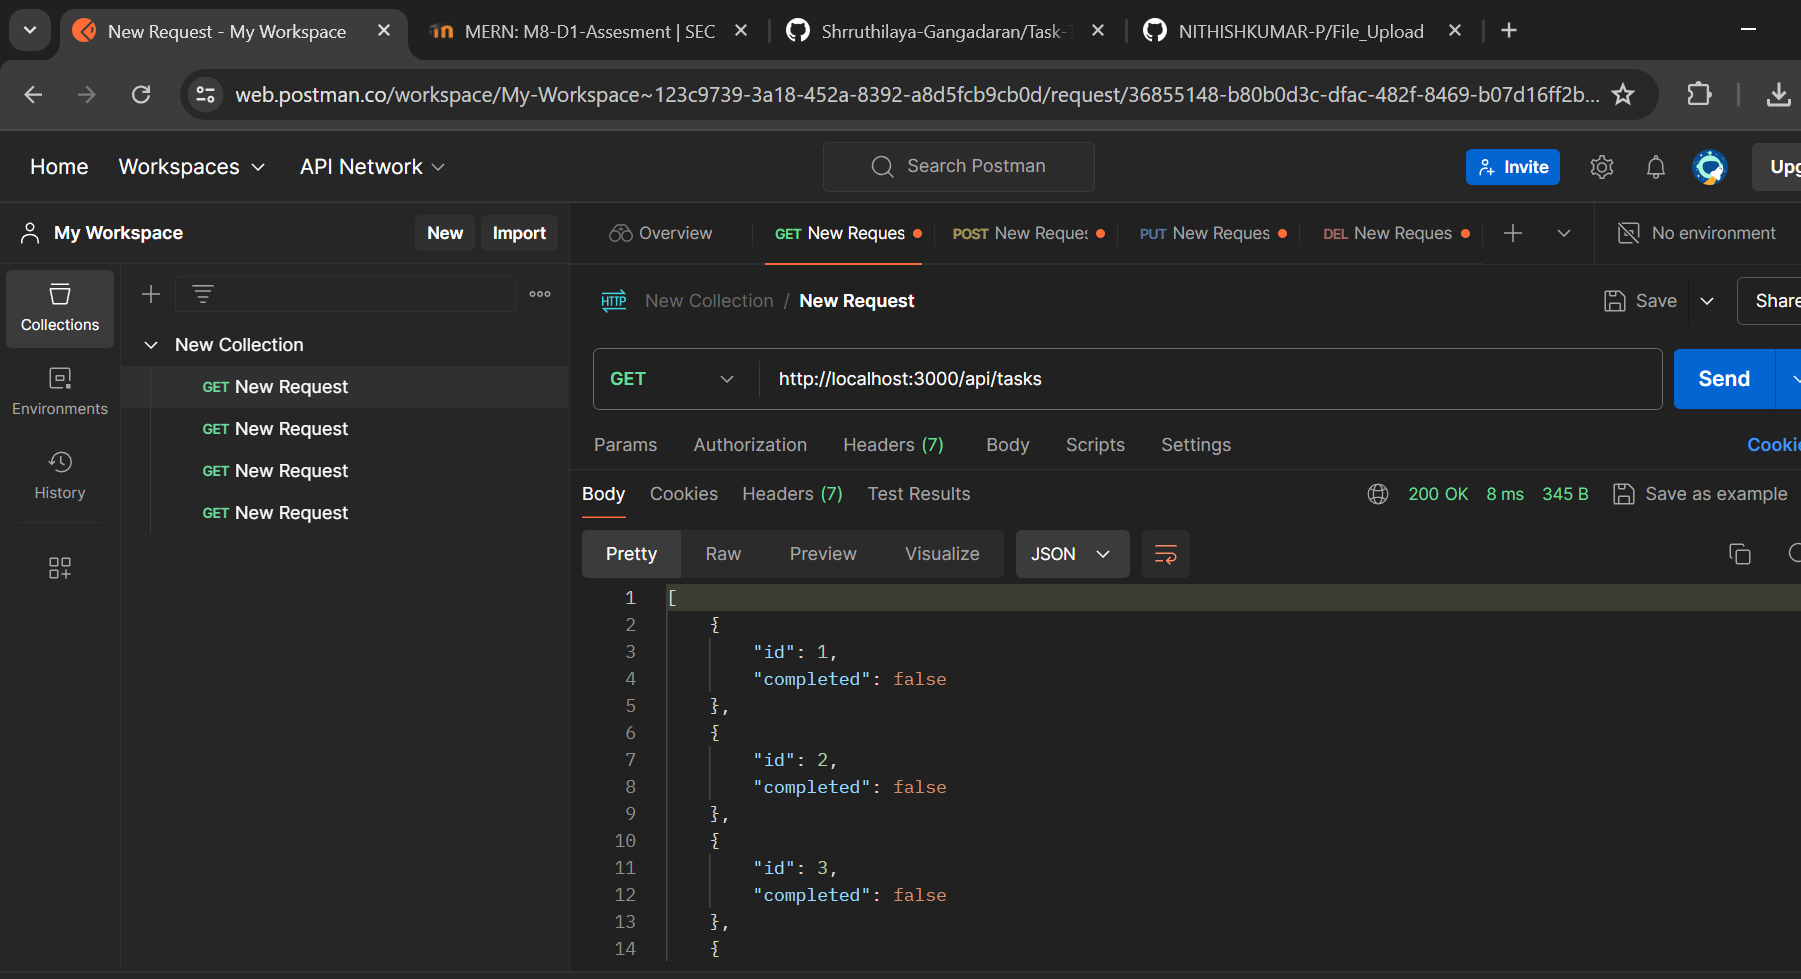 New Request - My Workspace
MERN: M8-D1-Assesment | SEC
Shrruthilaya-Gangadaran/Task-
NITHISHKUMAR-P/File_Upload
web.postman.co/workspace/My-Workspace~123c9739-3a18-452a-8392-a8d5fcb9cb0d/request/36855148-b80b0d3c-dfac-482f-8469-b07d16ff2b...
Home Workspaces API Network
Search Postman
Invite
Upg
My Workspace
New Import
Overview
GET New Reques
POST New Reques
PUT New Reques
DEL New Reques
No environment
Collections
Environments
History
New Collection
GET New Request
GET New Request
GET New Request
GET New Request
HTTP New Collection / New Request
Save
Share
GET http://localhost:3000/api/tasks
Send
Params Authorization Headers (7) Body Scripts Settings
Cookie
Body Cookies Headers (7) Test Results
200 OK 8 ms 345 B Save as example
Pretty Raw Preview Visualize JSON
1 [
2 {
3 "id": 1,
4 "completed": false
5 },
6 {
7 "id": 2,
8 "completed": false
9 },
10 {
11 "id": 3,
12 "completed": false
13 },
14 {